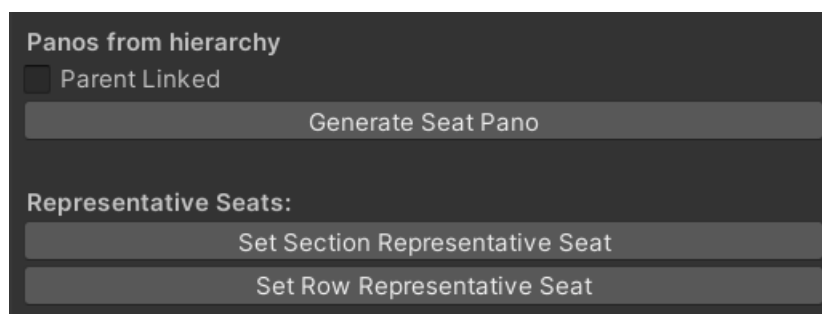 Panos from hierarchy
Parent Linked
Generate Seat Pano
Representative Seats:
Set Section Representative Seat
Set Row Representative Seat